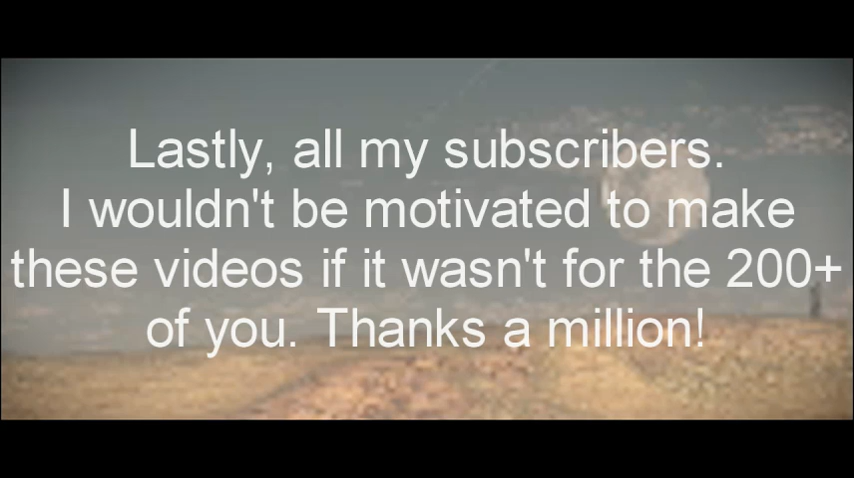 Lastly, all my subscribers.
I wouldn't be motivated to make
these videos if it wasn't for the 200+
of you. Thanks a million!